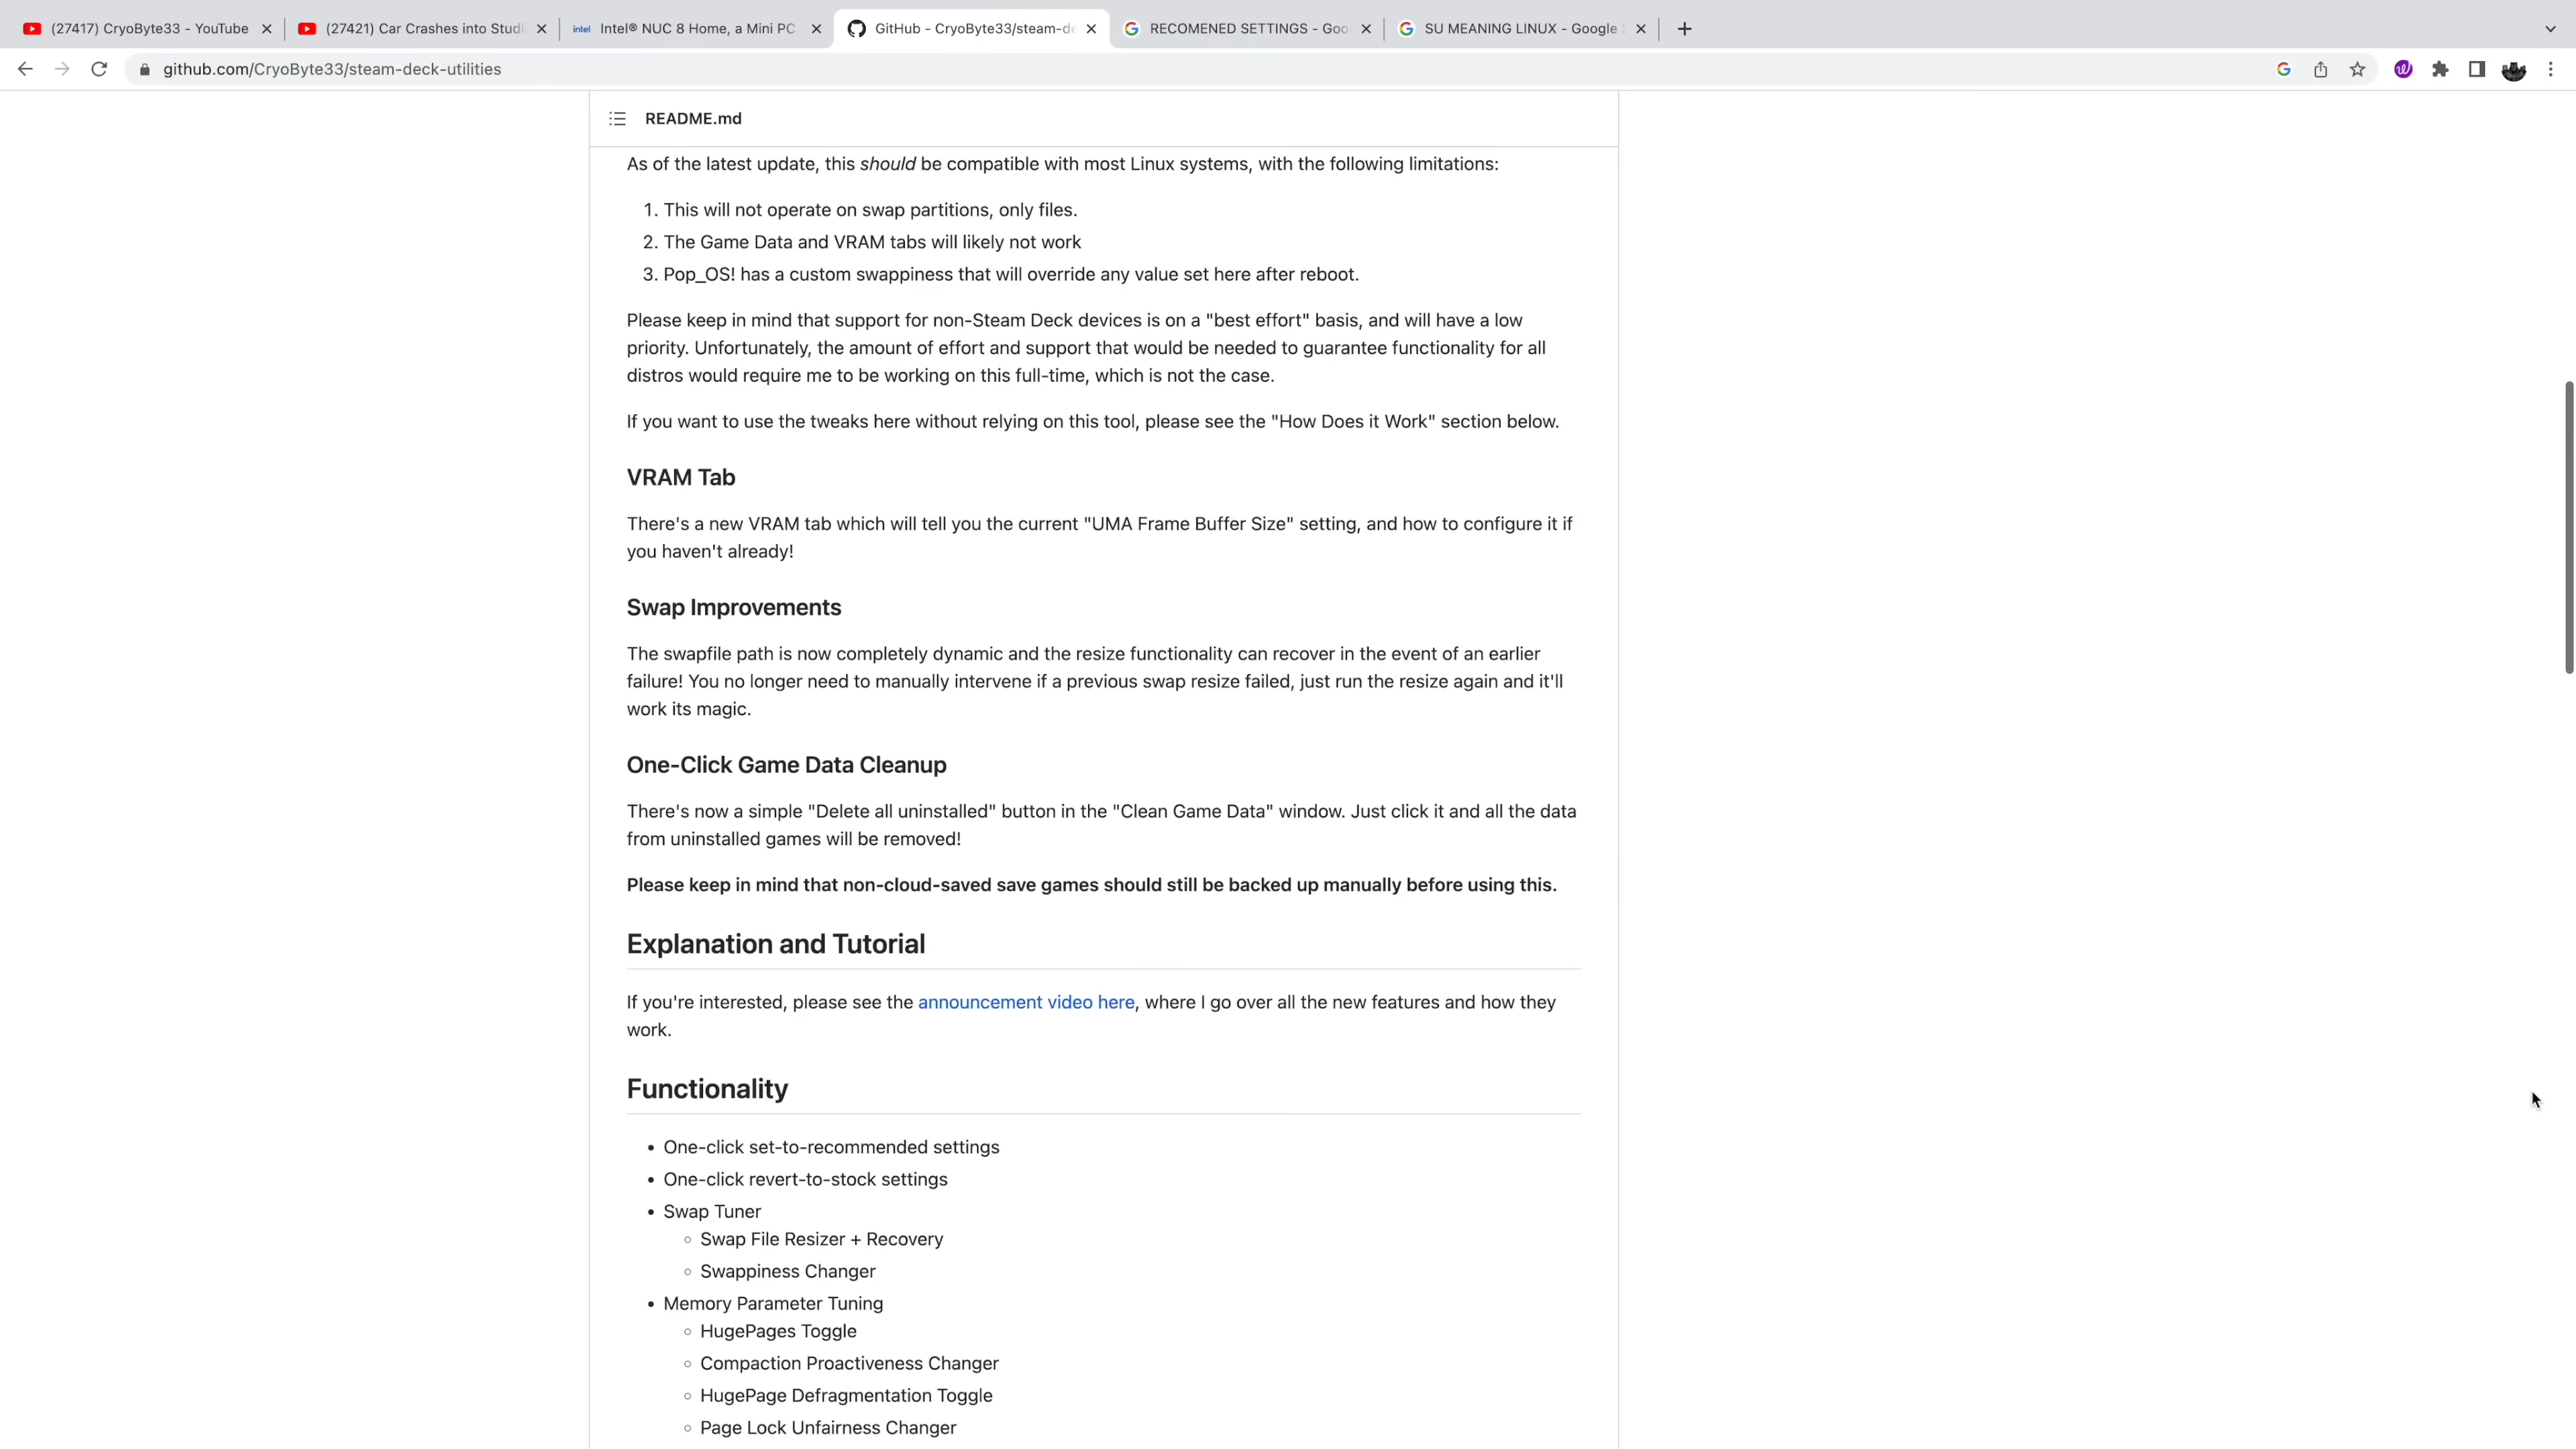 (27417) CryoByte33 - YouTube
(27421) Car Crashes into Studi
intel Intel® NUC 8 Home, a Mini PC
GitHub - CryoByte33/steam-de
RECOMENED SETTINGS - Goo
SU MEANING LINUX - Google S
github.com/CryoByte33/steam-deck-utilities
README.md
As of the latest update, this should be compatible with most Linux systems, with the following limitations:
1. This will not operate on swap partitions, only files.
2. The Game Data and VRAM tabs will likely not work
3. Pop_OS! has a custom swappiness that will override any value set here after reboot.
Please keep in mind that support for non-Steam Deck devices is on a "best effort" basis, and will have a low
priority. Unfortunately, the amount of effort and support that would be needed to guarantee functionality for all
distros would require me to be working on this full-time, which is not the case.
If you want to use the tweaks here without relying on this tool, please see the "How Does it Work" section below.
VRAM Tab
There's a new VRAM tab which will tell you the current "UMA Frame Buffer Size" setting, and how to configure it if
you haven't already!
Swap Improvements
The swapfile path is now completely dynamic and the resize functionality can recover in the event of an earlier
failure! You no longer need to manually intervene if a previous swap resize failed, just run the resize again and it'll
work its magic.
One-Click Game Data Cleanup
There's now a simple "Delete all uninstalled" button in the "Clean Game Data" window. Just click it and all the data
from uninstalled games will be removed!
Please keep in mind that non-cloud-saved save games should still be backed up manually before using this.
Explanation and Tutorial
If you're interested, please see the announcement video here, where I go over all the new features and how they
work.
Functionality
• One-click set-to-recommended settings
• One-click revert-to-stock settings
• Swap Tuner
◦ Swap File Resizer + Recovery
◦ Swappiness Changer
• Memory Parameter Tuning
◦ HugePages Toggle
◦ Compaction Proactiveness Changer
◦ HugePage Defragmentation Toggle
◦ Page Lock Unfairness Changer